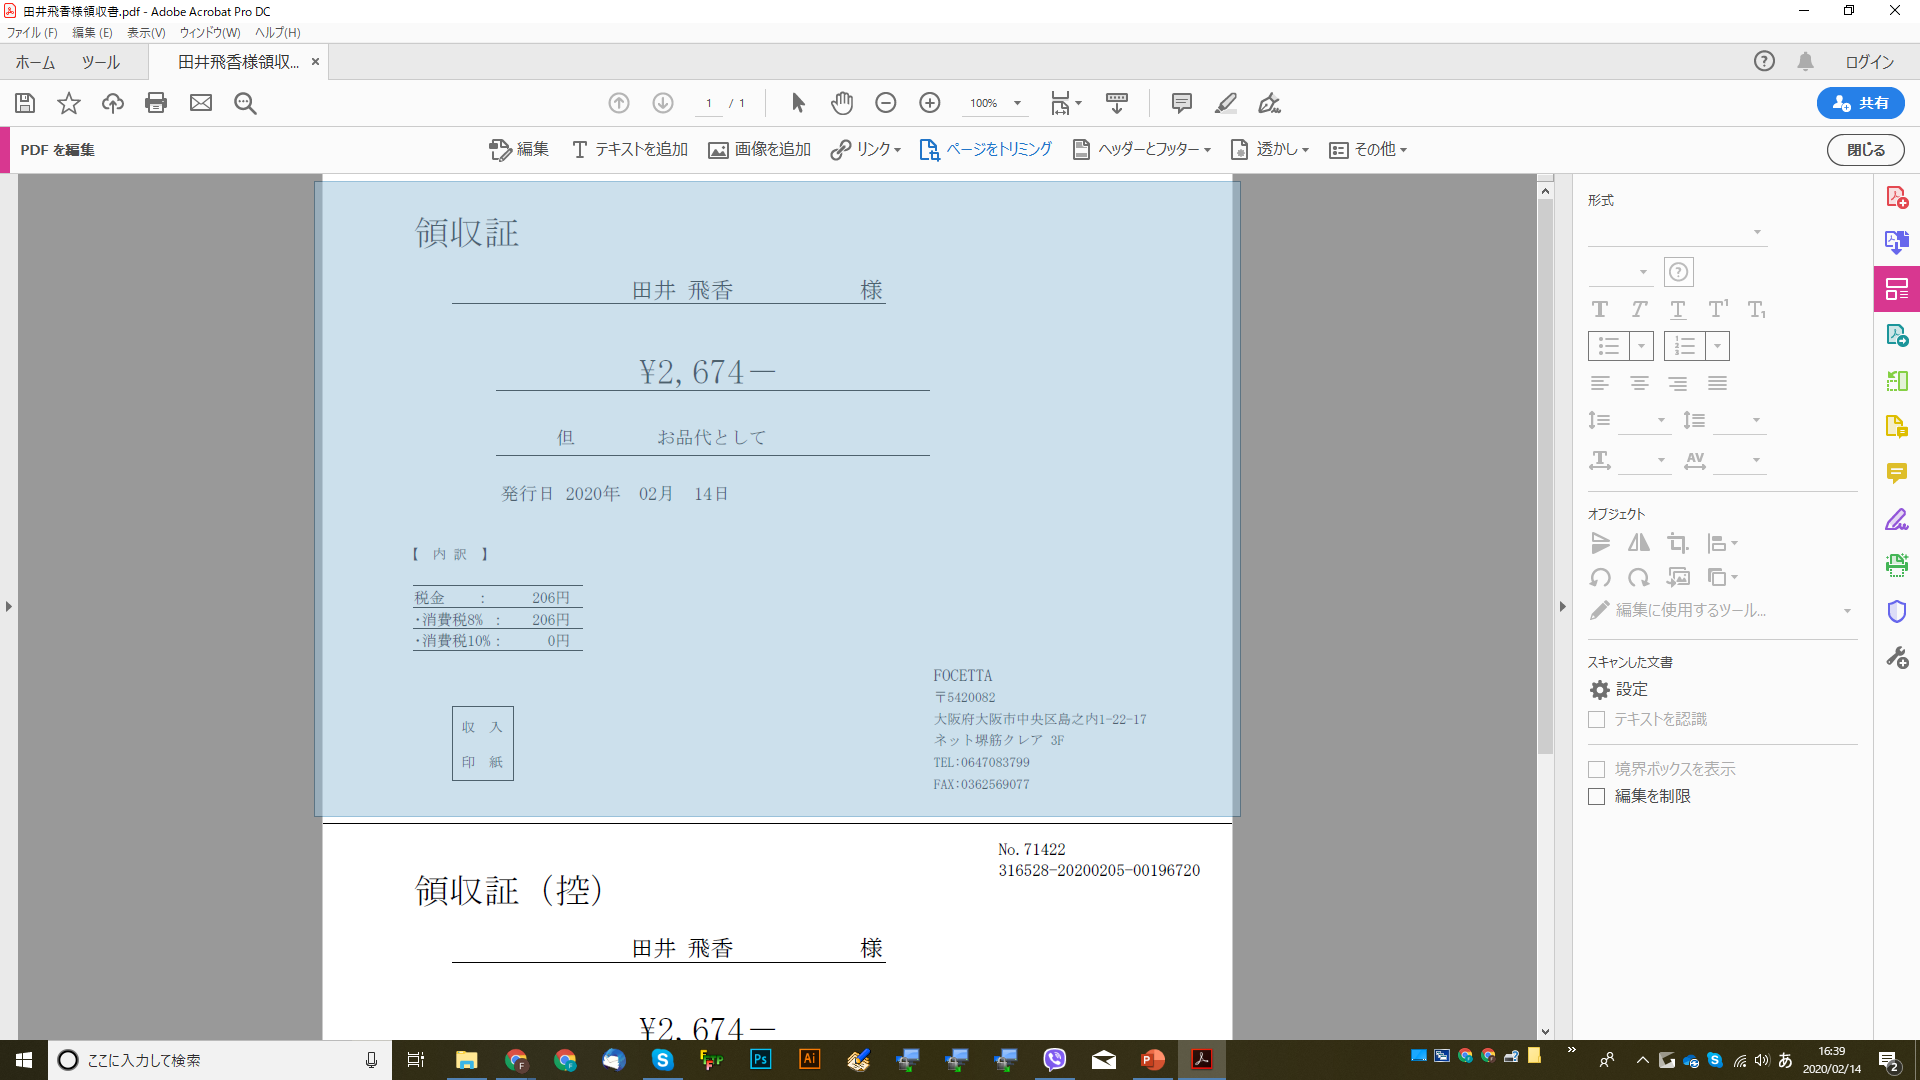 田井飛香様領収書.pdf - Adobe Acrobat Pro DC
ファイル(F) 編集(E) 表示(V) ウィンドウ(W) ヘルプ(H)
ホーム ツール 田井飛香様領収... × ログイン
1 / 1 100% 共有
PDF を編集 編集 テキストを追加 画像を追加 リンク ページをトリミング ヘッダーとフッター 透かし その他 閉じる
領収証
田井 飛香 様
¥2,674－
但 お品代として
発行日 2020年 02月 14日
【 内 訳 】
税金 : 206円
・消費税8% : 206円
・消費税10% : 0円
収 入
印 紙
FOCETTA
〒5420082
大阪府大阪市中央区島之内1-22-17
ネット堺筋クレア 3F
TEL:0647083799
FAX:0362569077
No.71422
316528-20200205-00196720
領収証（控）
田井 飛香 様
¥2,674－
形式
オブジェクト
編集に使用するツール...
スキャンした文書
設定
テキストを認識
境界ボックスを表示
編集を制限
ここに入力して検索
あ 16:39
2020/02/14
2